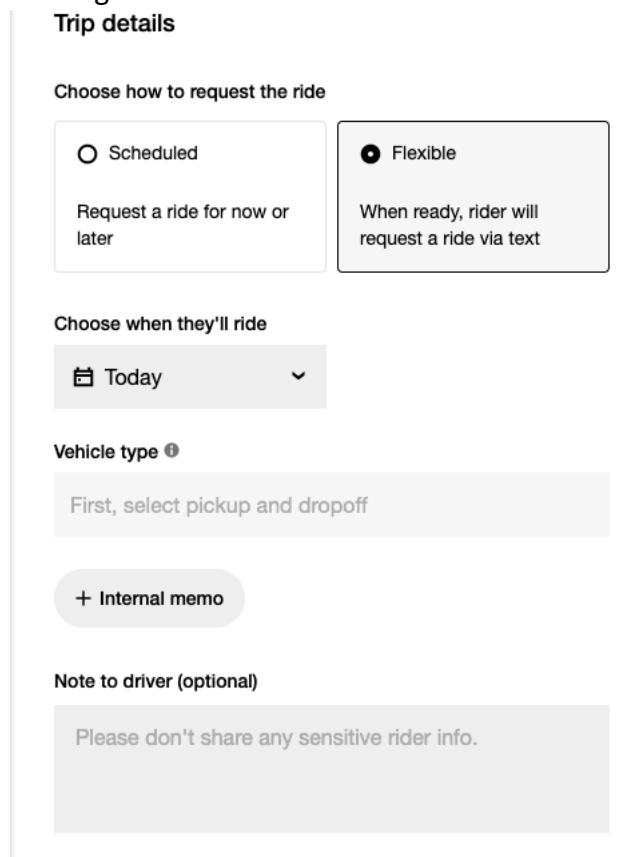 Trip details
Choose how to request the ride
Scheduled
Request a ride for now or
later
Flexible
When ready, rider will
request a ride via text
Choose when they'll ride
Today
Vehicle type
First, select pickup and dropoff
+ Internal memo
Note to driver (optional)
Please don't share any sensitive rider info.